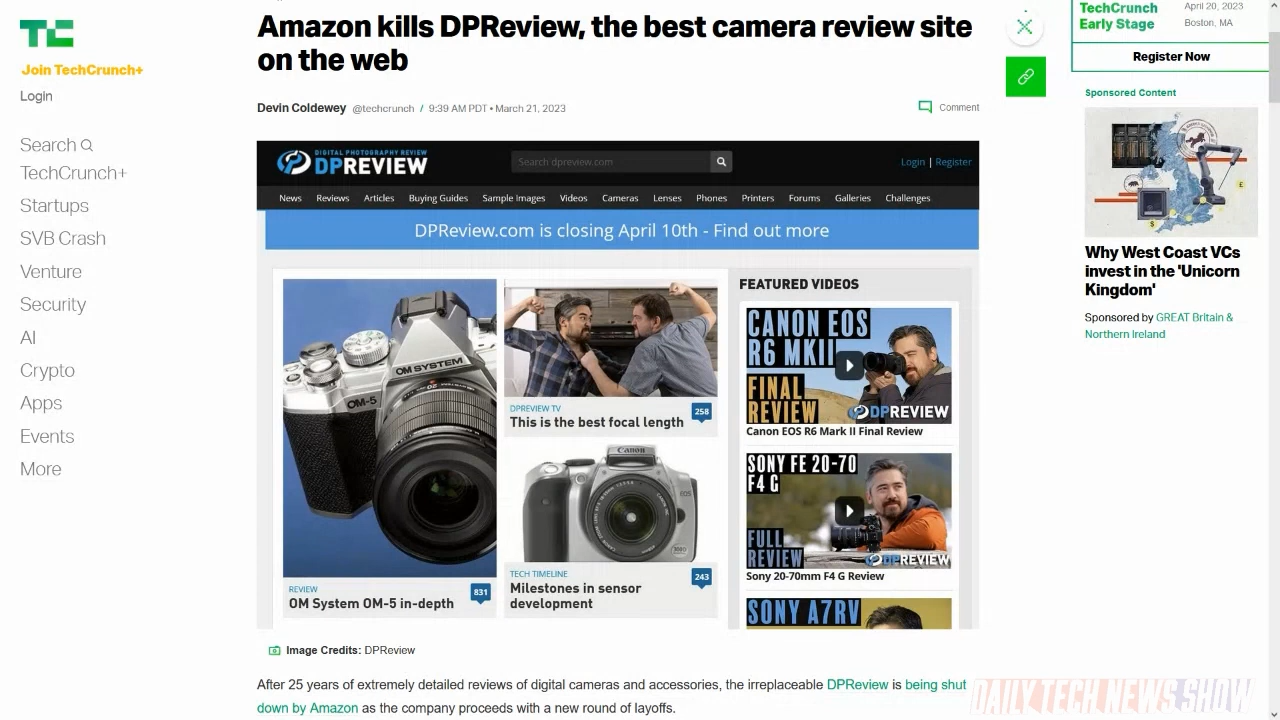 TC
Join TechCrunch+
Login
Search
TechCrunch+
Startups
SVB Crash
Venture
Security
AI
Crypto
Apps
Events
More
Amazon kills DPReview, the best camera review site
on the web
Devin Coldewey @techcrunch / 9:39 AM PDT • March 21, 2023
Comment
DIGITAL PHOTOGRAPHY REVIEW
DPREVIEW
Search dpreview.com
Login | Register
News Reviews Articles Buying Guides Sample Images Videos Cameras Lenses Phones Printers Forums Galleries Challenges
DPReview.com is closing April 10th - Find out more
OM SYSTEM
OM-5
REVIEW
831
OM System OM-5 in-depth
DPREVIEW TV
258
This is the best focal length
Canon
EOS
TECH TIMELINE
243
Milestones in sensor
development
FEATURED VIDEOS
CANON EOS
R6 MKII
FINAL
REVIEW
DPREVIEW
Canon EOS R6 Mark II Final Review
SONY FE 20-70
F4 G
FULL
REVIEW
DPREVIEW
Sony 20-70mm F4 G Review
SONY A7RV
Image Credits: DPReview
After 25 years of extremely detailed reviews of digital cameras and accessories, the irreplaceable DPReview is being shut
down by Amazon as the company proceeds with a new round of layoffs.
TechCrunch
Early Stage
April 20, 2023
Boston, MA
Register Now
Sponsored Content
Why West Coast VCs
invest in the 'Unicorn
Kingdom'
Sponsored by GREAT Britain &
Northern Ireland
DAILY TECH NEWS SHOW